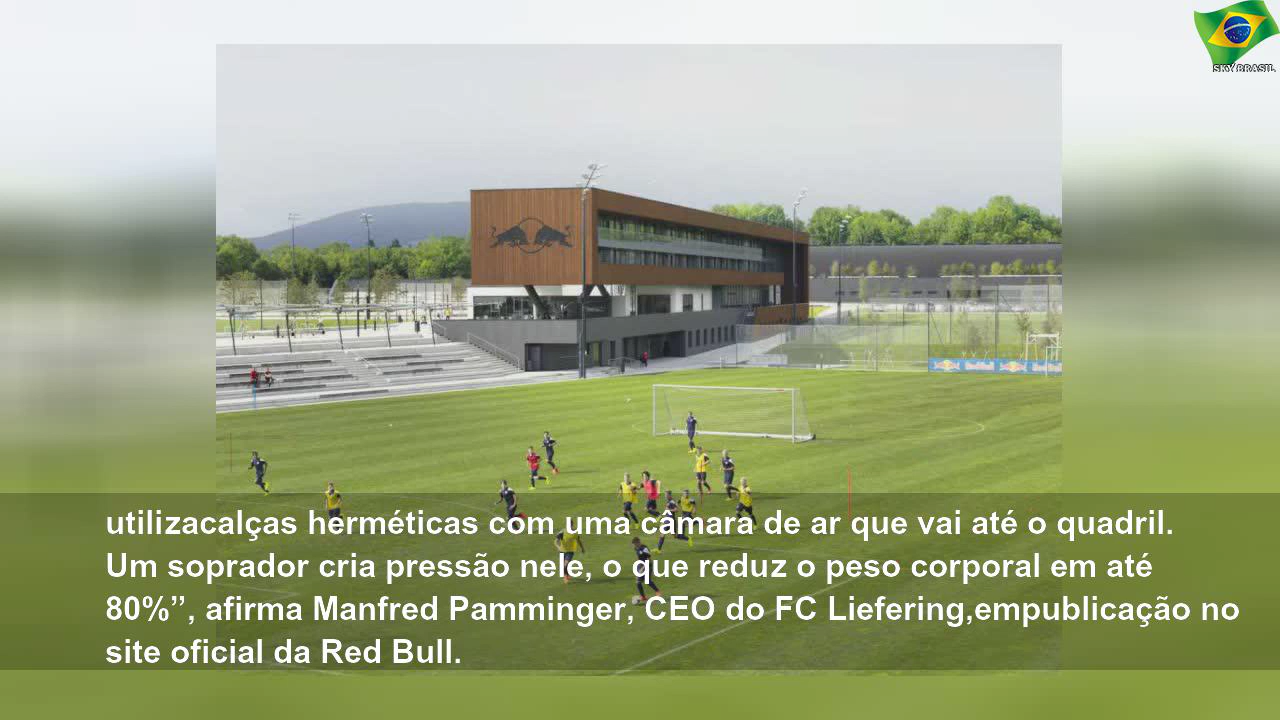 SKY BRASIL
utilizacalças herméticas com uma câmara de ar que vai até o quadril.
Um soprador cria pressão nele, o que reduz o peso corporal em até
80%”, afirma Manfred Pamminger, CEO do FC Liefering,empublicação no
site oficial da Red Bull.